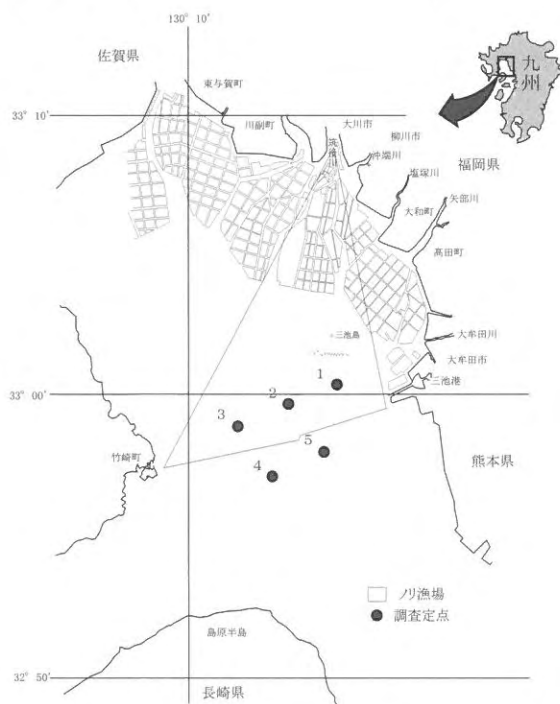 130° 10'
佐賀県
東与賀町
九州
33° 10'
川副町
大川市
柳川市
筑後川
沖端川
福岡県
塩塚川
矢部川
大和町
高田町
三池島
大牟田川
大牟田市
三池港
33° 00'
1
2
3
5
4
竹崎町
熊本県
ノリ漁場
調査定点
島原半島
32° 50'
長崎県